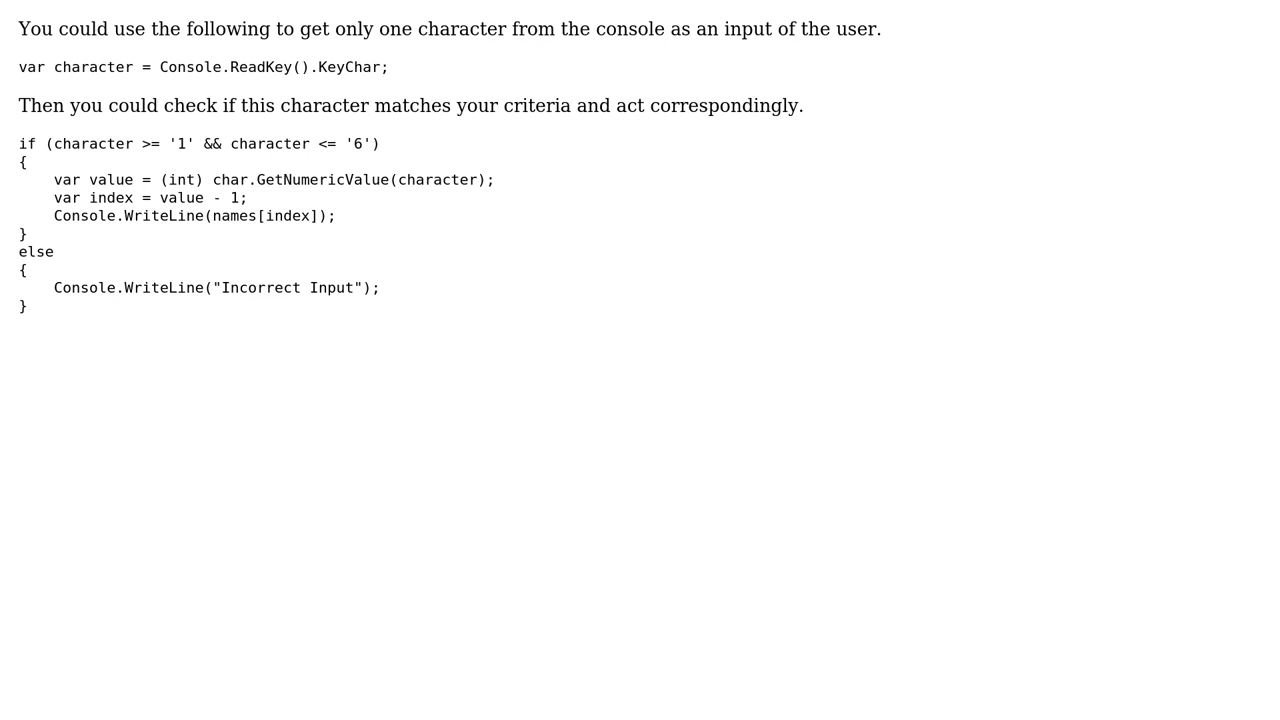 You could use the following to get only one character from the console as an input of the user.
var character = Console.ReadKey().KeyChar;
Then you could check if this character matches your criteria and act correspondingly.
if (character >= '1' && character <= '6')
{
    var value = (int) char.GetNumericValue(character);
    var index = value - 1;
    Console.WriteLine(names[index]);
}
else
{
    Console.WriteLine("Incorrect Input");
}